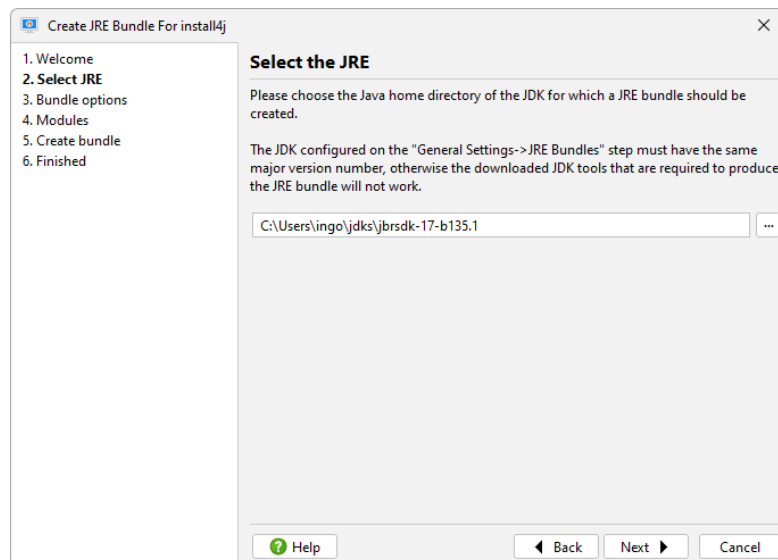 Create JRE Bundle For install4j
1. Welcome
2. Select JRE
3. Bundle options
4. Modules
5. Create bundle
6. Finished
Select the JRE
Please choose the Java home directory of the JDK for which a JRE bundle should be
created.
The JDK configured on the "General Settings->JRE Bundles" step must have the same
major version number, otherwise the downloaded JDK tools that are required to produce
the JRE bundle will not work.
C:\Users\ingo\jdks\jbrsdk-17-b135.1
...
Help
Back
Next
Cancel